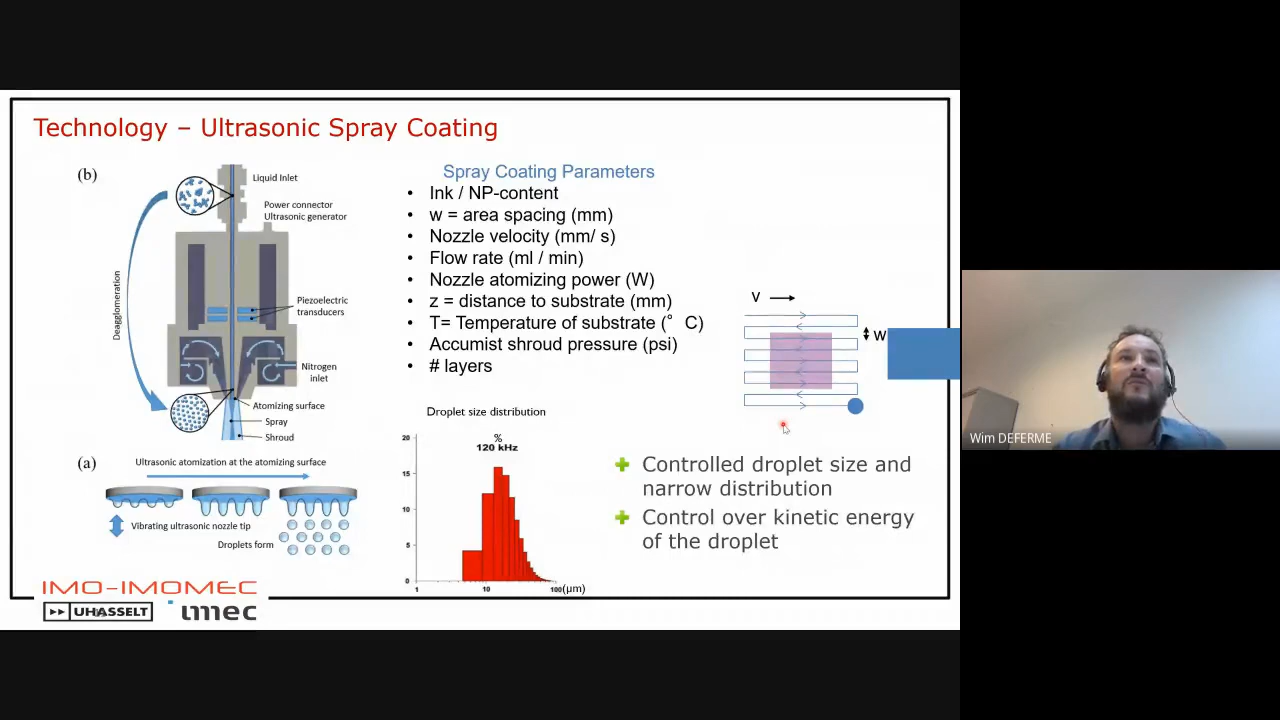 Technology – Ultrasonic Spray Coating
(b)
Liquid Inlet
Power connector
Ultrasonic generator
Deagglomeration
Piezoelectric
transducers
Nitrogen
inlet
Atomizing surface
Spray
Shroud
(a)
Ultrasonic atomization at the atomizing surface
Vibrating ultrasonic nozzle tip
Droplets form
Spray Coating Parameters
• Ink / NP-content
• w = area spacing (mm)
• Nozzle velocity (mm/ s)
• Flow rate (ml / min)
• Nozzle atomizing power (W)
• z = distance to substrate (mm)
• T= Temperature of substrate (° C)
• Accumist shroud pressure (psi)
• # layers
Droplet size distribution
%
120 kHz
20
15
10
5
0
1
10
100
(μm)
V
W
Controlled droplet size and
narrow distribution
Control over kinetic energy
of the droplet
IMO-IMOMEC
UHASSELT
imec
Wim DEFERME